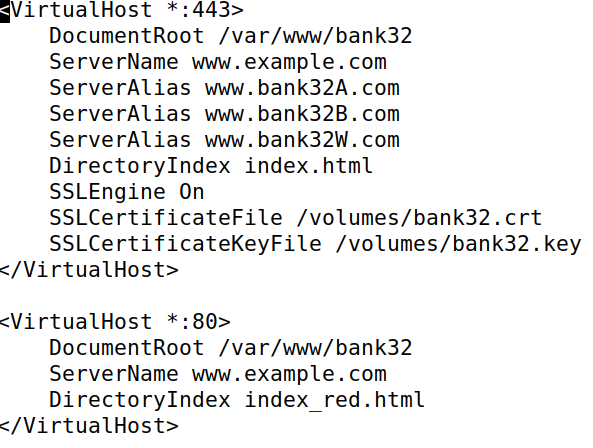 <VirtualHost *:443>
    DocumentRoot /var/www/bank32
    ServerName www.example.com
    ServerAlias www.bank32A.com
    ServerAlias www.bank32B.com
    ServerAlias www.bank32W.com
    DirectoryIndex index.html
    SSLEngine On
    SSLCertificateFile /volumes/bank32.crt
    SSLCertificateKeyFile /volumes/bank32.key
</VirtualHost>

<VirtualHost *:80>
    DocumentRoot /var/www/bank32
    ServerName www.example.com
    DirectoryIndex index_red.html
</VirtualHost>